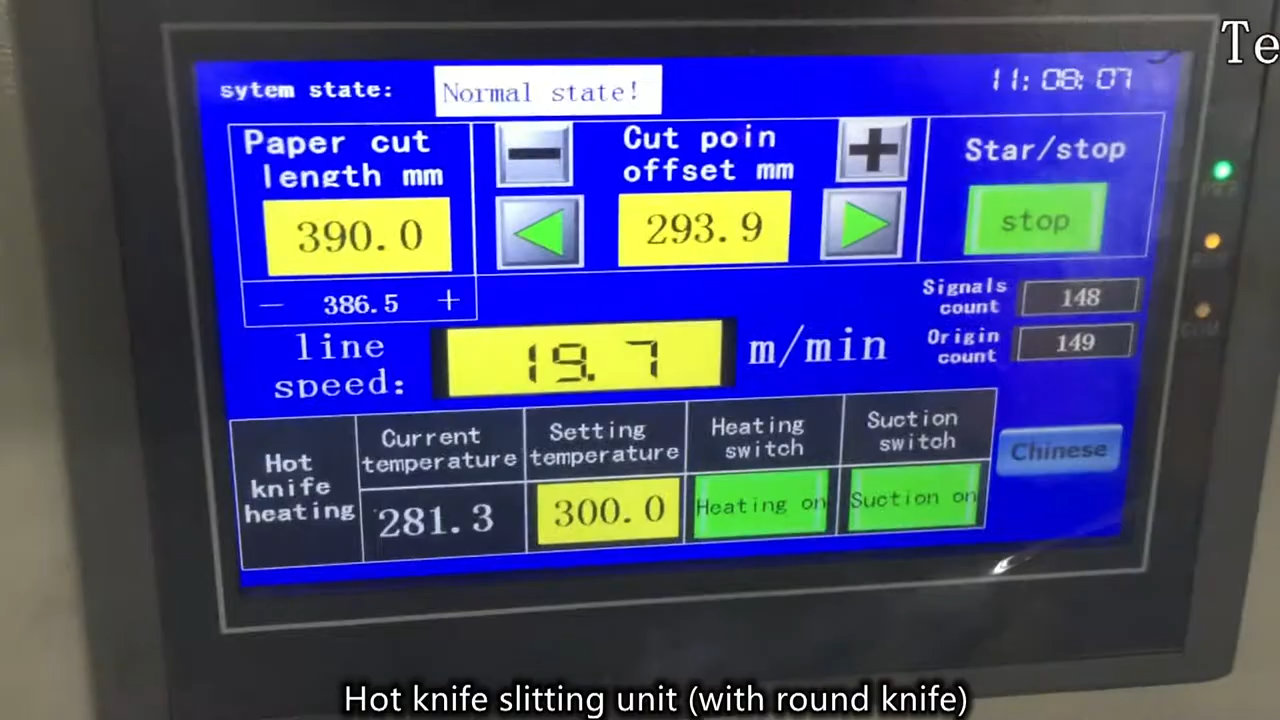 Te
sytem state:
Normal state!
11:08:07
Paper cut
length mm
390.0
− 386.5 +
−
Cut poin
offset mm
293.9
+
Star/stop
stop
Signals
count
148
Origin
count
149
line
speed:
19.7
m/min
Hot
knife
heating
Current
temperature
281.3
Setting
temperature
300.0
Heating
switch
Heating on
Suction
switch
Suction on
Chinese
Hot knife slitting unit (with round knife)